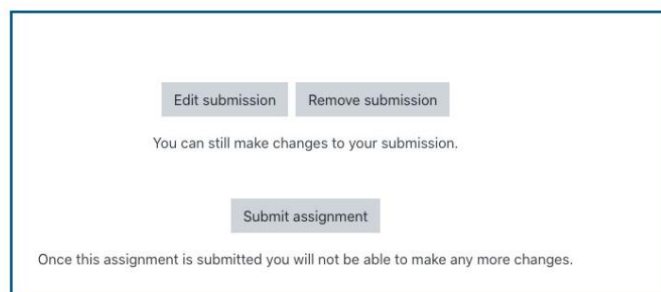 Edit submission Remove submission
You can still make changes to your submission.
Submit assignment
Once this assignment is submitted you will not be able to make any more changes.